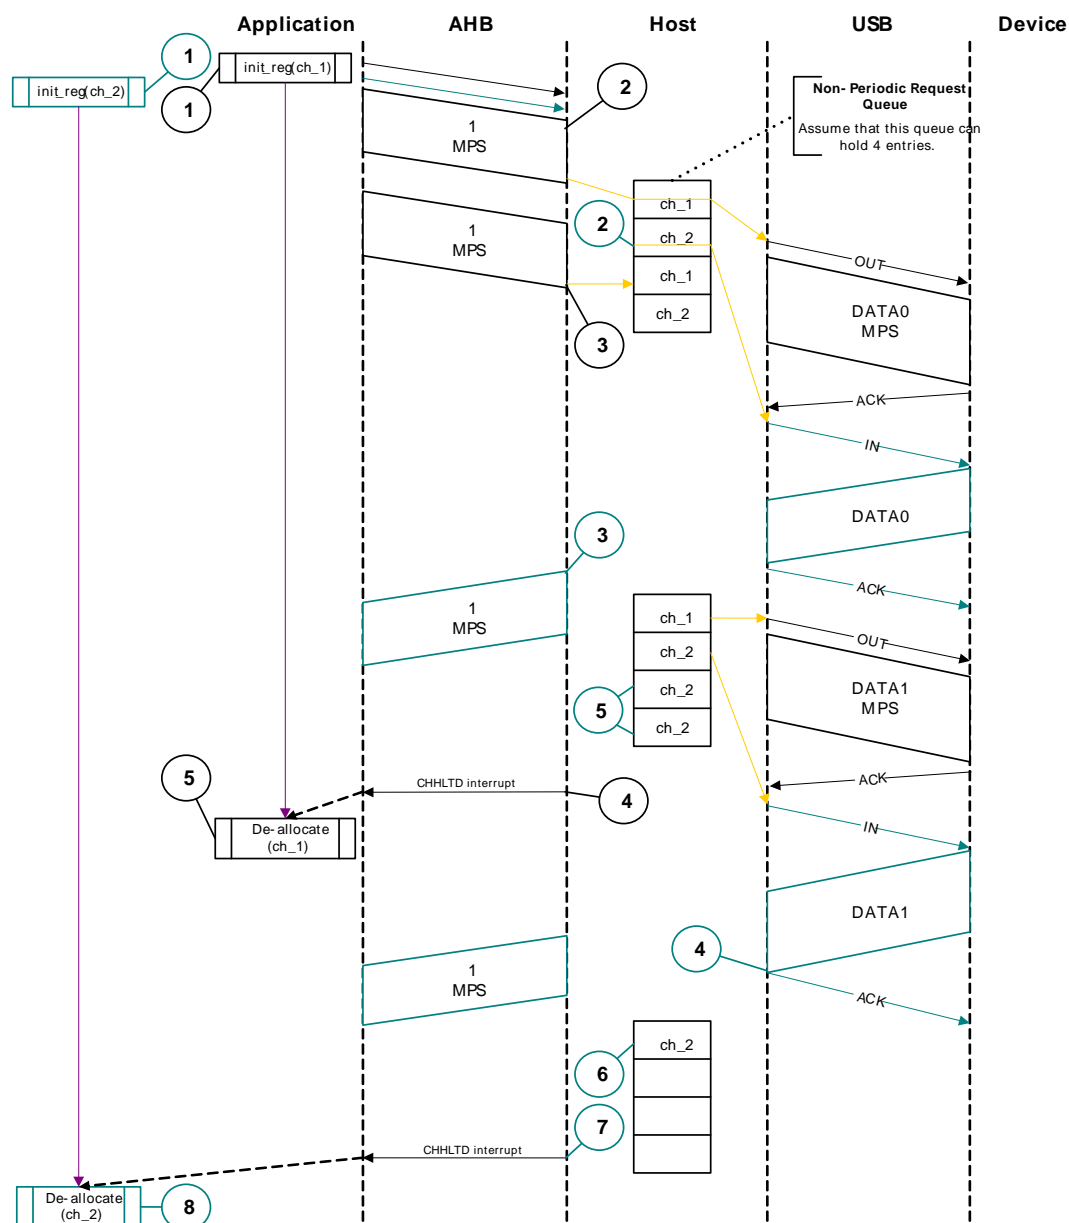 Application AHB Host USB Device
1
init_reg(ch_1)
init_reg(ch_2)
1
2
Non- Periodic Request
Queue
Assume that this queue can
hold 4 entries.
1
MPS
ch_1
2
ch_2
1
MPS
OUT
ch_1
ch_2
DATA0
MPS
3
ACK
IN
DATA0
3
ACK
1
MPS
ch_1
OUT
ch_2
ch_2
DATA1
MPS
5
ch_2
5
CHHLTD interrupt
4
ACK
De-allocate
(ch_1)
IN
DATA1
4
1
MPS
ACK
ch_2
6
7
CHHLTD interrupt
De-allocate
(ch_2)
8